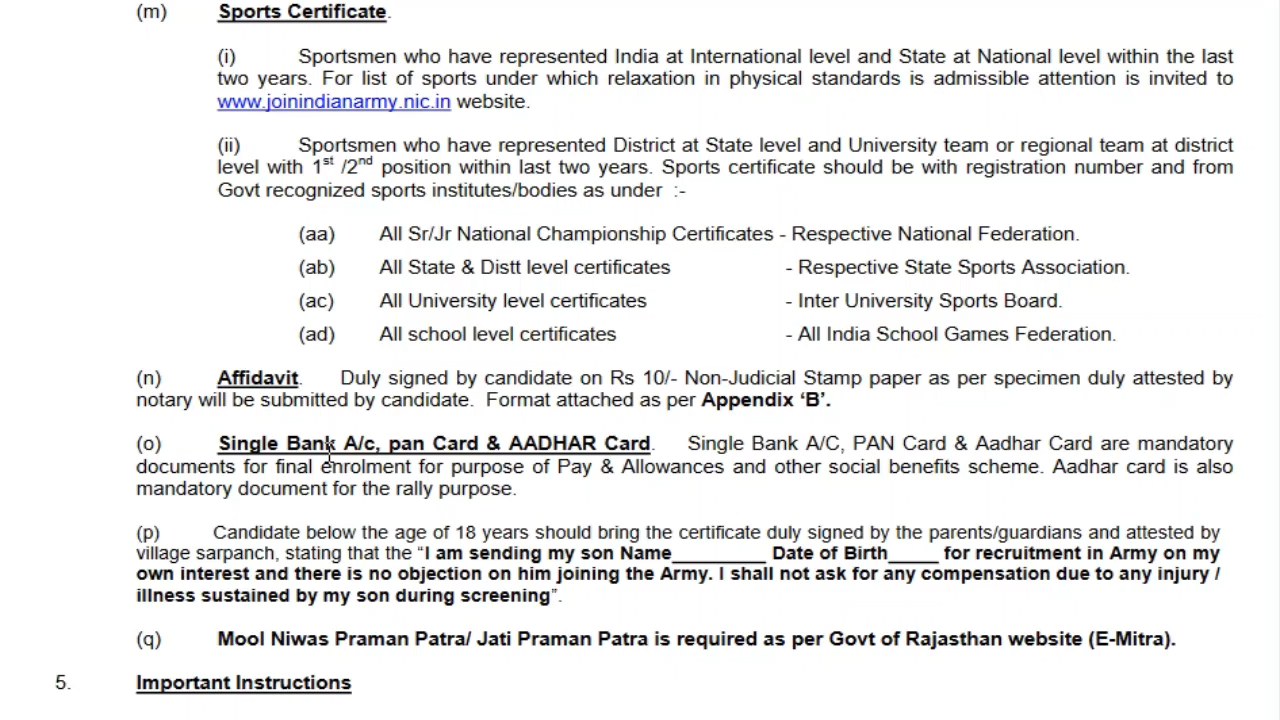 (m) Sports Certificate.
(i) Sportsmen who have represented India at International level and State at National level within the last
two years. For list of sports under which relaxation in physical standards is admissible attention is invited to
www.joinindianarmy.nic.in website.
(ii) Sportsmen who have represented District at State level and University team or regional team at district
level with 1st /2nd position within last two years. Sports certificate should be with registration number and from
Govt recognized sports institutes/bodies as under :-
(aa) All Sr/Jr National Championship Certificates - Respective National Federation.
(ab) All State & Distt level certificates - Respective State Sports Association.
(ac) All University level certificates - Inter University Sports Board.
(ad) All school level certificates - All India School Games Federation.
(n) Affidavit. Duly signed by candidate on Rs 10/- Non-Judicial Stamp paper as per specimen duly attested by
notary will be submitted by candidate. Format attached as per Appendix ‘B’.
(o) Single Bank A/c, pan Card & AADHAR Card. Single Bank A/C, PAN Card & Aadhar Card are mandatory
documents for final enrolment for purpose of Pay & Allowances and other social benefits scheme. Aadhar card is also
mandatory document for the rally purpose.
(p) Candidate below the age of 18 years should bring the certificate duly signed by the parents/guardians and attested by
village sarpanch, stating that the “I am sending my son Name_________ Date of Birth_____ for recruitment in Army on my
own interest and there is no objection on him joining the Army. I shall not ask for any compensation due to any injury /
illness sustained by my son during screening”.
(q) Mool Niwas Praman Patra/ Jati Praman Patra is required as per Govt of Rajasthan website (E-Mitra).
5. Important Instructions